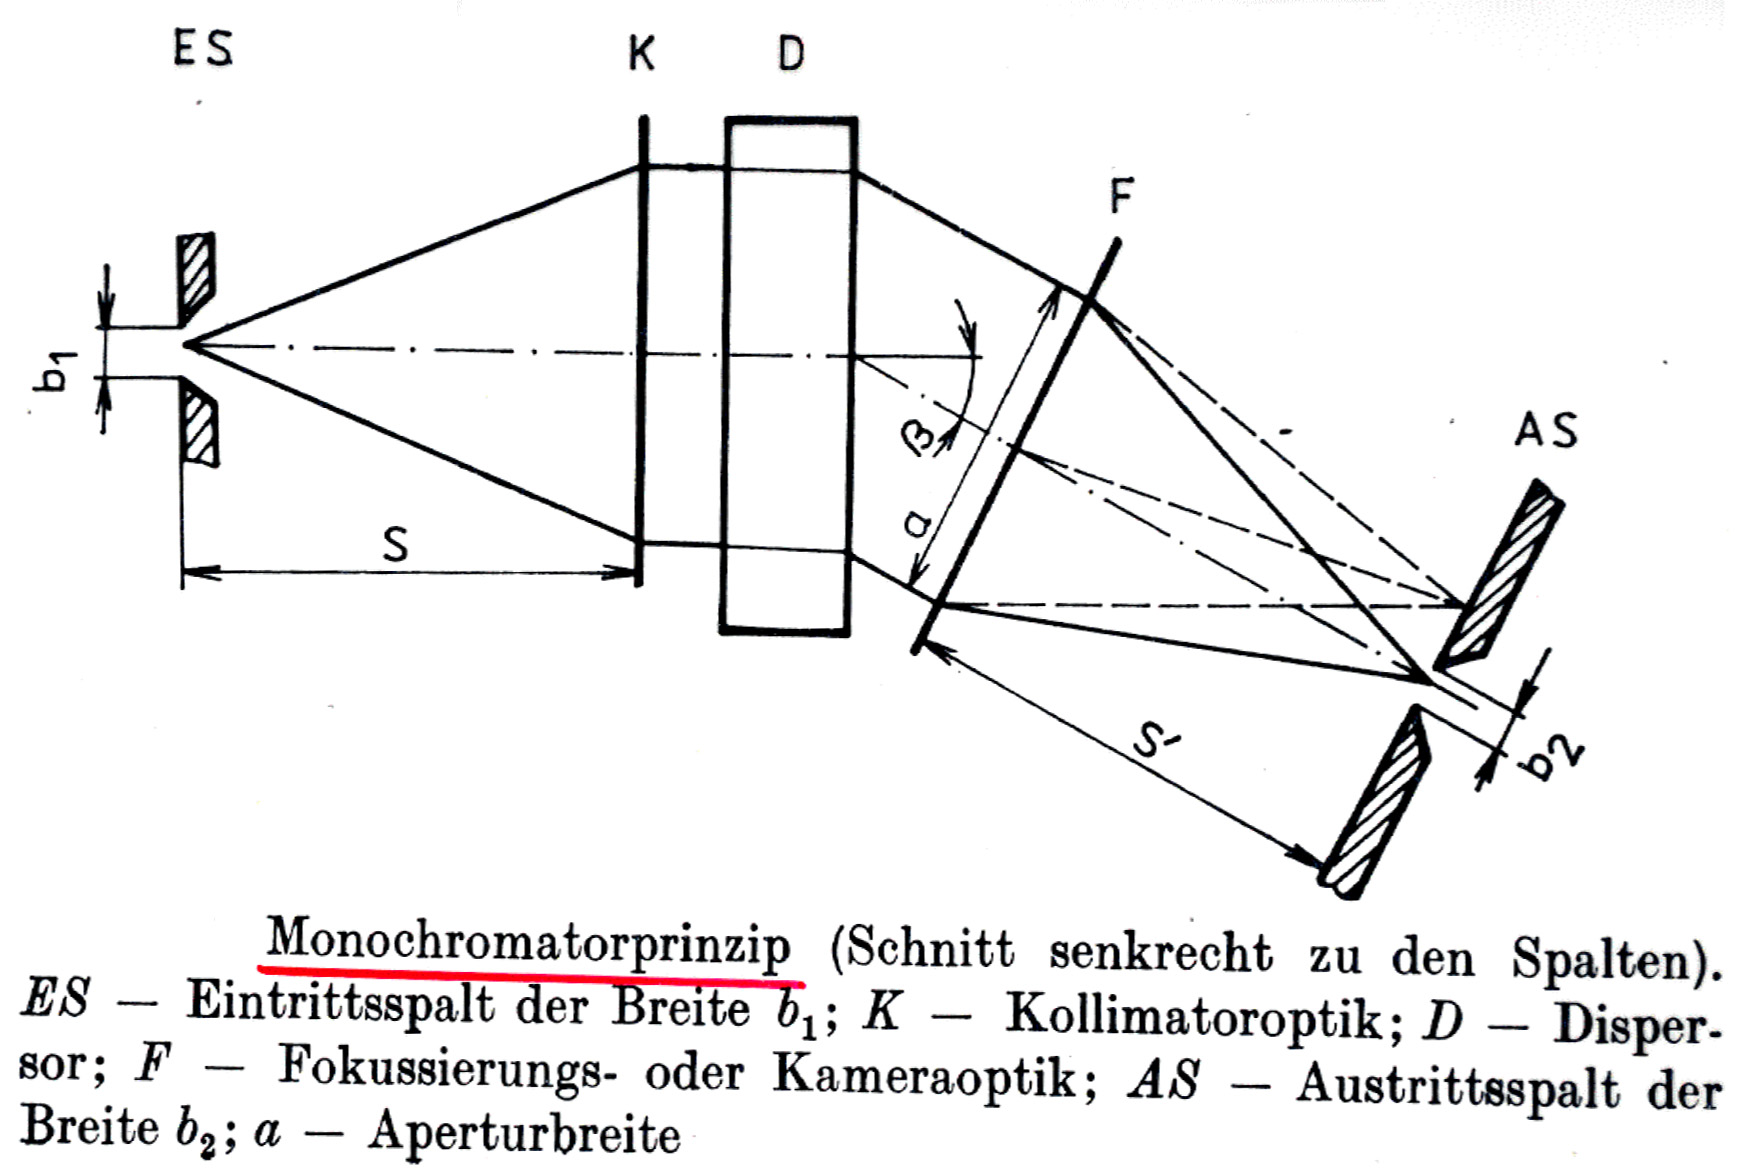 ES K D
F
b1
β
AS
a
S
S'
b2
Monochromatorprinzip (Schnitt senkrecht zu den Spalten).
ES — Eintrittsspalt der Breite b₁; K — Kollimatoroptik; D — Disper-
sor; F — Fokussierungs- oder Kameraoptik; AS — Austrittsspalt der
Breite b₂; a — Aperturbreite